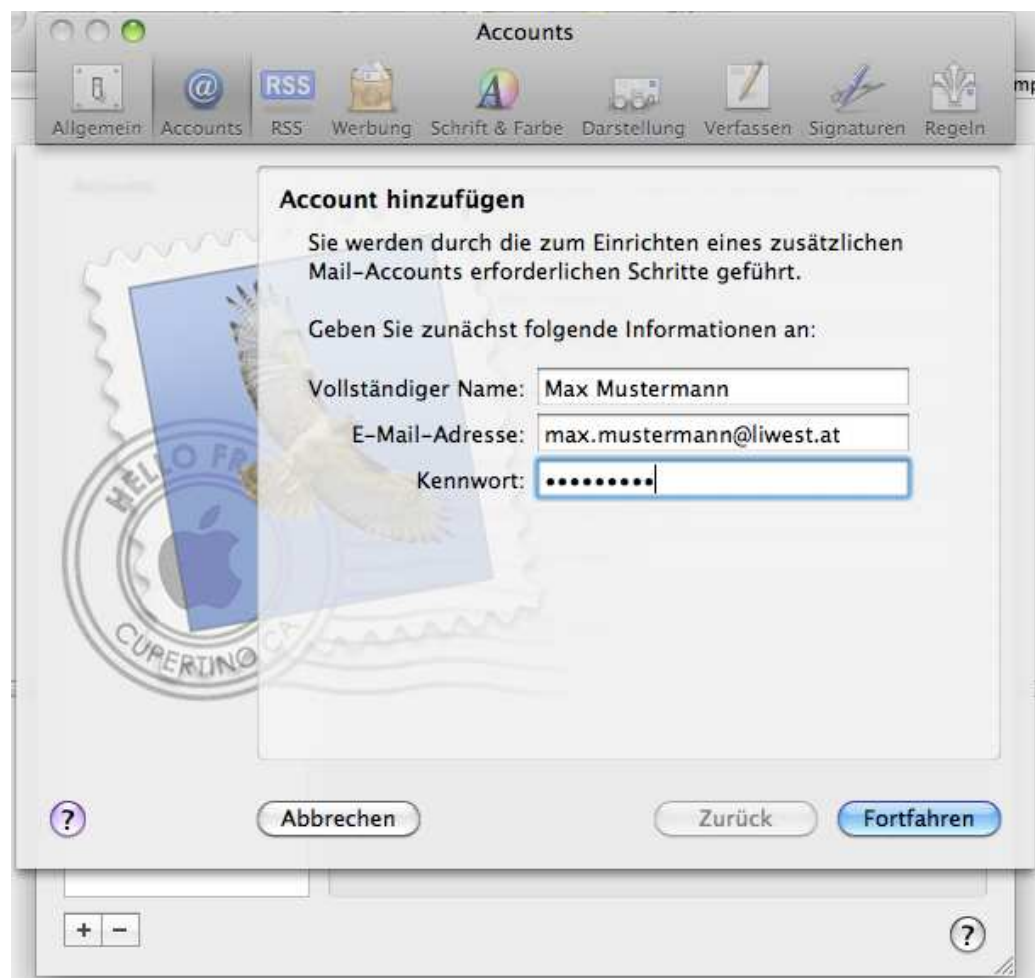 Accounts
RSS
Allgemein Accounts RSS Werbung Schrift & Farbe Darstellung Verfassen Signaturen Regeln
Account hinzufügen
Sie werden durch die zum Einrichten eines zusätzlichen
Mail-Accounts erforderlichen Schritte geführt.
Geben Sie zunächst folgende Informationen an:
Vollständiger Name: Max Mustermann
E-Mail-Adresse: max.mustermann@liwest.at
Kennwort: •••••••••
HELLO FR
CUPERTINO CA
? Abbrechen Zurück Fortfahren
+ − ?